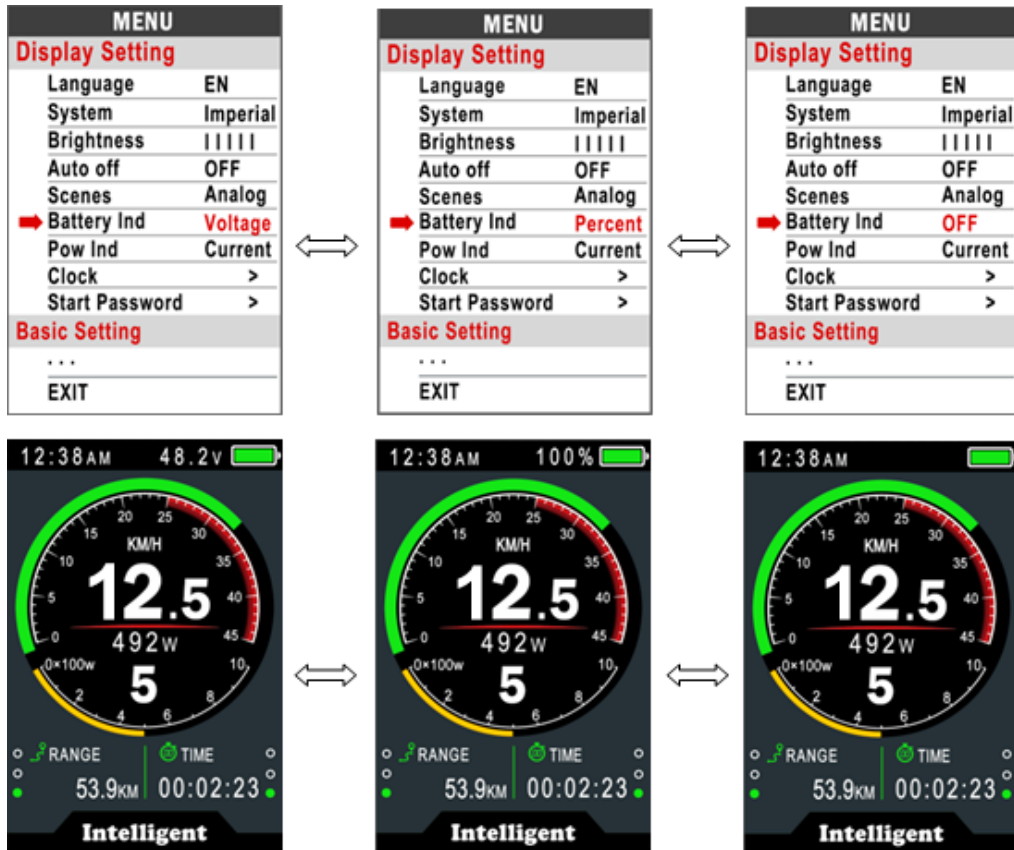 MENU
Display Setting
Language EN
System Imperial
Brightness | | | | |
Auto off OFF
Scenes Analog
Battery Ind Voltage
Pow Ind Current
Clock >
Start Password >
Basic Setting
. . .
EXIT
MENU
Display Setting
Language EN
System Imperial
Brightness | | | | |
Auto off OFF
Scenes Analog
Battery Ind Percent
Pow Ind Current
Clock >
Start Password >
Basic Setting
. . .
EXIT
MENU
Display Setting
Language EN
System Imperial
Brightness | | | | |
Auto off OFF
Scenes Analog
Battery Ind OFF
Pow Ind Current
Clock >
Start Password >
Basic Setting
. . .
EXIT
12:38AM 48.2V
0 5 10 15 20 25 30 35 40 45
KM/H
12.5
492W
0×100w 2 4 6 8 10
5
RANGE TIME
53.9KM 00:02:23
Intelligent
12:38AM 100%
0 5 10 15 20 25 30 35 40 45
KM/H
12.5
492W
0×100w 2 4 6 8 10
5
RANGE TIME
53.9KM 00:02:23
Intelligent
12:38AM
0 5 10 15 20 25 30 35 40 45
KM/H
12.5
492W
0×100w 2 4 6 8 10
5
RANGE TIME
53.9KM 00:02:23
Intelligent